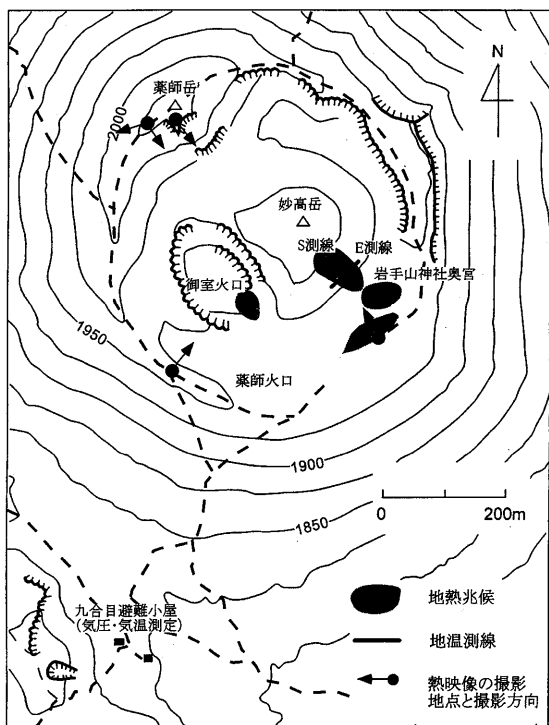 N
薬師岳
2000
妙高岳
S測線
E測線
岩手山神社奥宮
御室火口
1950
薬師火口
1900
0
200m
1850
九合目避難小屋
(気圧・気温測定)
地熱兆候
地温測線
熱映像の撮影
地点と撮影方向